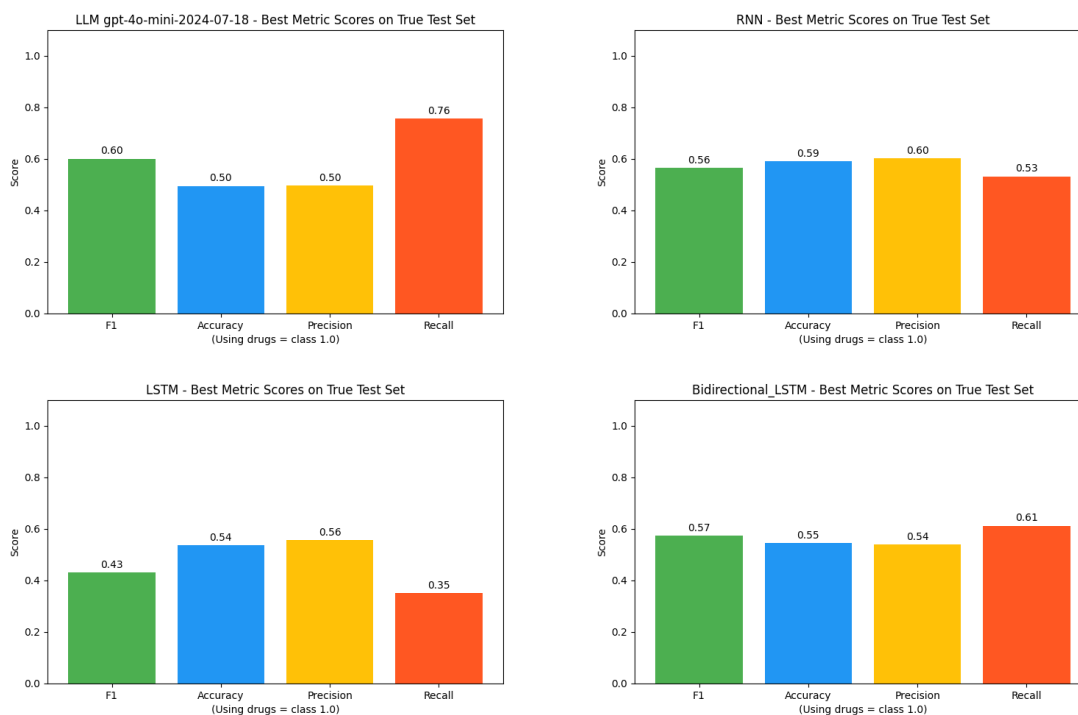 LLM gpt-4o-mini-2024-07-18 - Best Metric Scores on True Test Set
1.0
0.8
0.6
0.4
0.2
0.0
Score
0.60
0.50
0.50
0.76
F1 Accuracy Precision Recall
(Using drugs = class 1.0)
RNN - Best Metric Scores on True Test Set
1.0
0.8
0.6
0.4
0.2
0.0
Score
0.56
0.59
0.60
0.53
F1 Accuracy Precision Recall
(Using drugs = class 1.0)
LSTM - Best Metric Scores on True Test Set
1.0
0.8
0.6
0.4
0.2
0.0
Score
0.43
0.54
0.56
0.35
F1 Accuracy Precision Recall
(Using drugs = class 1.0)
Bidirectional_LSTM - Best Metric Scores on True Test Set
1.0
0.8
0.6
0.4
0.2
0.0
Score
0.57
0.55
0.54
0.61
F1 Accuracy Precision Recall
(Using drugs = class 1.0)